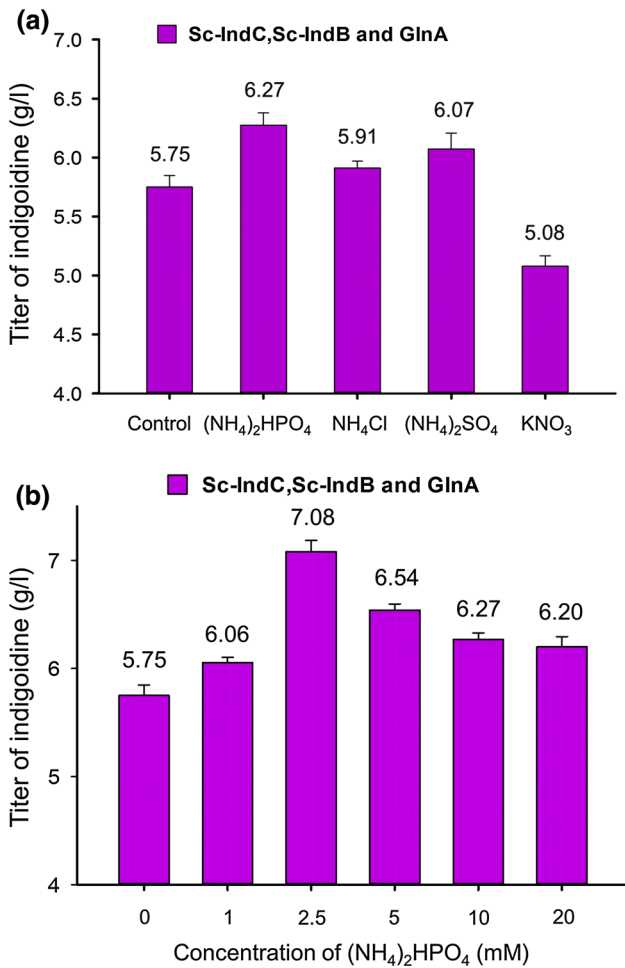 (a)
Sc-IndC,Sc-IndB and GlnA
Titer of indigoidine (g/l)
7.0
6.5
6.0
5.5
5.0
4.5
4.0
5.75
6.27
5.91
6.07
5.08
Control (NH₄)₂HPO₄ NH₄Cl (NH₄)₂SO₄ KNO₃
(b)
Sc-IndC,Sc-IndB and GlnA
Titer of indigoidine (g/l)
7
6
5
4
5.75
6.06
7.08
6.54
6.27
6.20
0 1 2.5 5 10 20
Concentration of (NH₄)₂HPO₄ (mM)